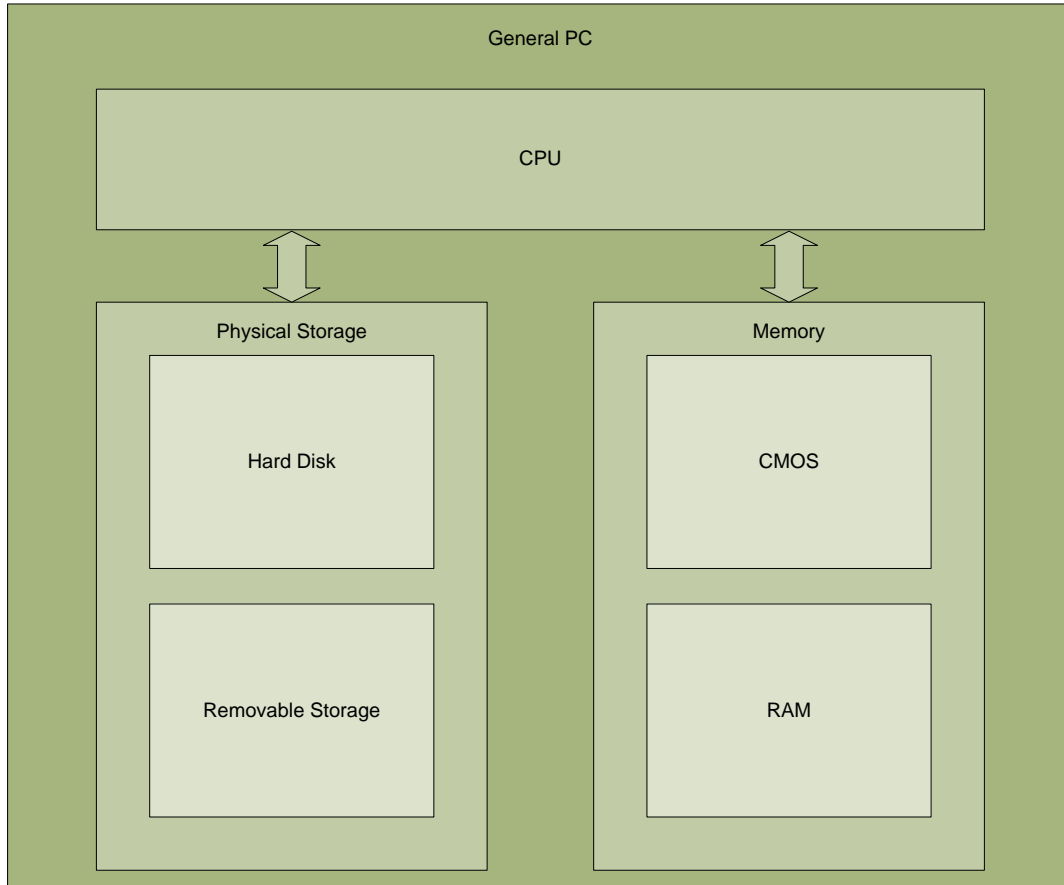 General PC
CPU
Physical Storage
Hard Disk
Removable Storage
Memory
CMOS
RAM